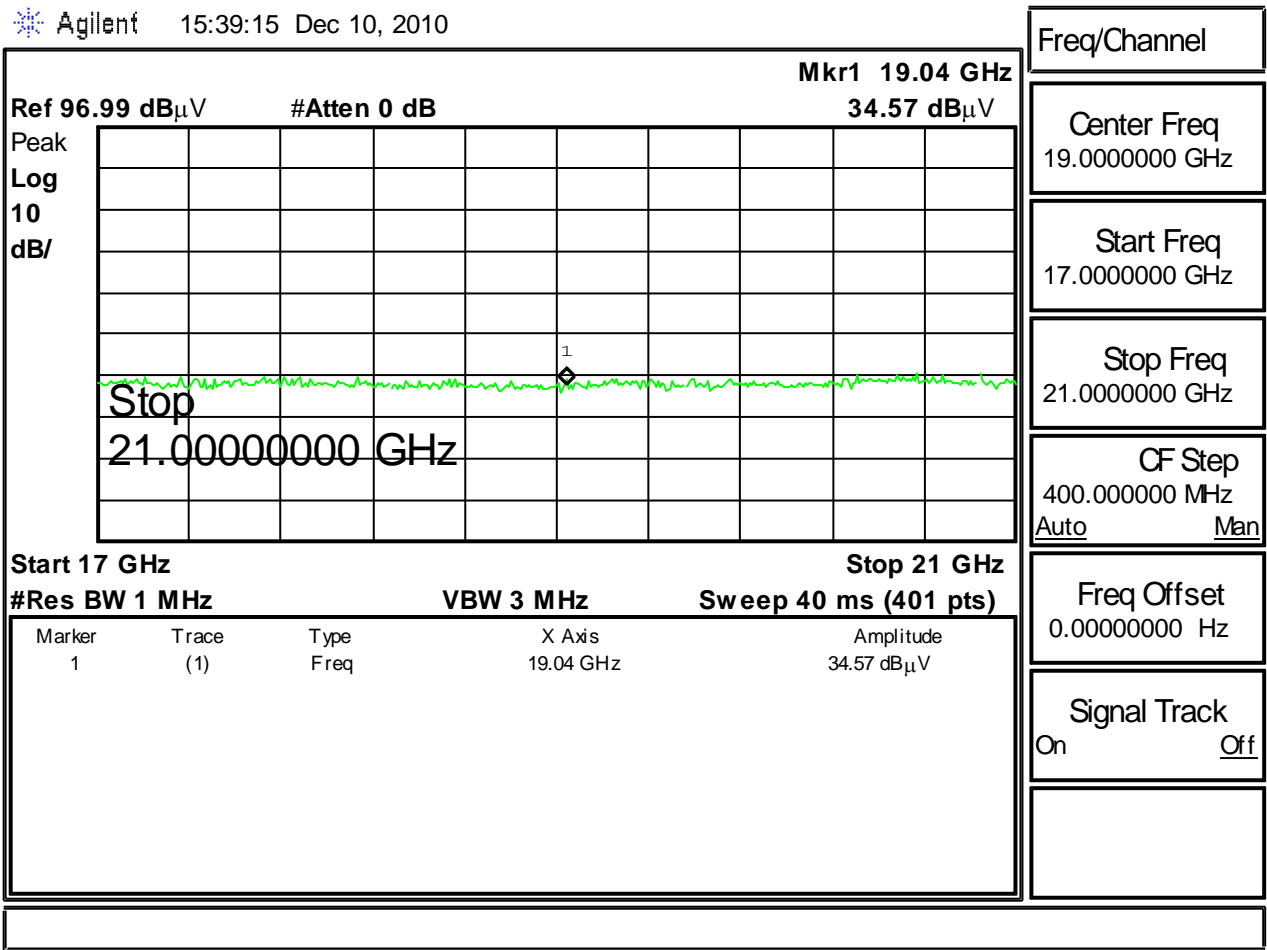 Agilent 15:39:15 Dec 10, 2010
Freq/Channel
Mkr1 19.04 GHz
Ref 96.99 dBμV #Atten 0 dB 34.57 dBμV
Peak
Log
10
dB/
1
Stop
21.00000000 GHz
Start 17 GHz Stop 21 GHz
#Res BW 1 MHz VBW 3 MHz Sweep 40 ms (401 pts)
Marker Trace Type X Axis Amplitude
1 (1) Freq 19.04 GHz 34.57 dBμV
Center Freq
19.0000000 GHz
Start Freq
17.0000000 GHz
Stop Freq
21.0000000 GHz
CF Step
400.000000 MHz
Auto Man
Freq Offset
0.00000000 Hz
Signal Track
On Off